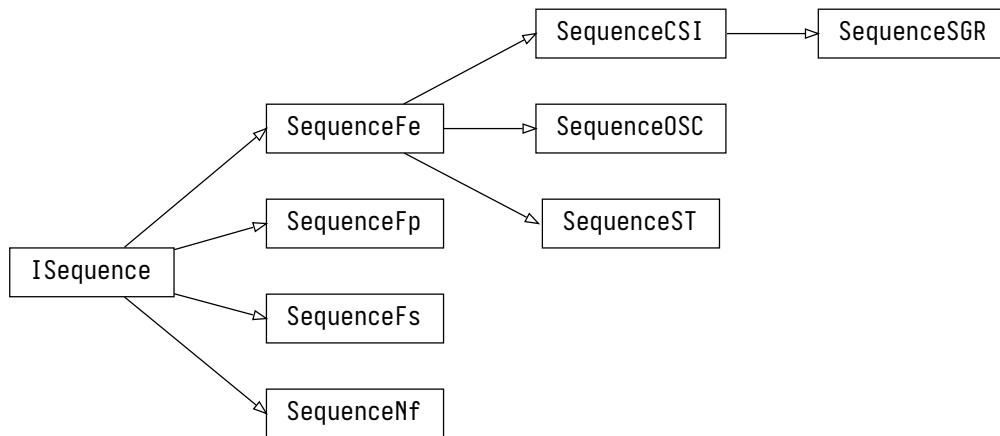 SequenceCSI
SequenceSGR
SequenceFe
SequenceOSC
SequenceFp
SequenceST
ISequence
SequenceFs
SequenceNf